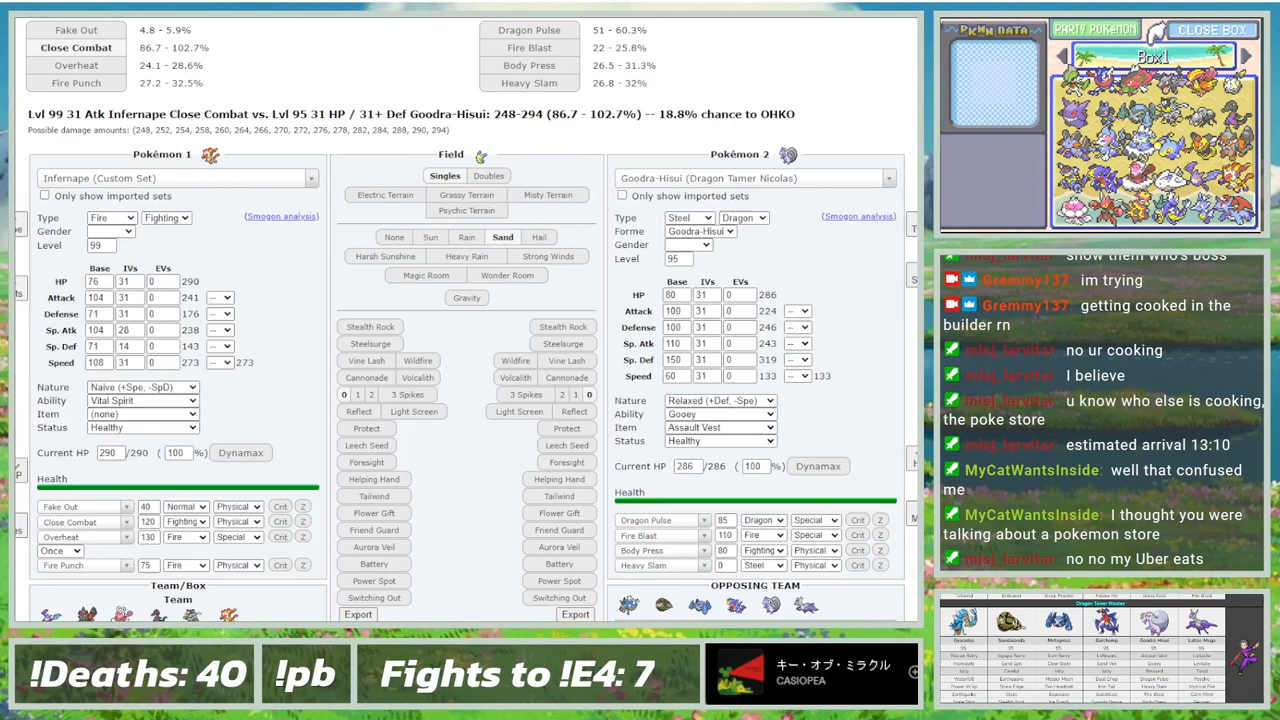 Fake Out 4.8 - 5.9%
Close Combat 86.7 - 102.7%
Overheat 24.1 - 28.6%
Fire Punch 27.2 - 32.5%
Dragon Pulse 51 - 60.3%
Fire Blast 22 - 25.8%
Body Press 26.5 - 31.3%
Heavy Slam 26.8 - 32%
Lvl 99 31 Atk Infernape Close Combat vs. Lvl 95 31 HP / 31+ Def Goodra-Hisui: 248-294 (86.7 - 102.7%) -- 18.8% chance to OHKO
Possible damage amounts: (248, 252, 254, 258, 260, 264, 266, 270, 272, 276, 278, 282, 284, 288, 290, 294)
Pokémon 1
Infernape (Custom Set)
Only show imported sets
Type Fire Fighting (Smogon analysis)
Gender
Level 99
Base IVs EVs
HP 76 31 0 290
Attack 104 31 0 241 --
Defense 71 31 0 176 --
Sp. Atk 104 28 0 238 --
Sp. Def 71 14 0 143 --
Speed 108 31 0 273 -- 273
Nature Naive (+Spe, -SpD)
Ability Vital Spirit
Item (none)
Status Healthy
Current HP 290 /290 ( 100 %) Dynamax
Health
Fake Out 40 Normal Physical Crit Z
Close Combat 120 Fighting Physical Crit Z
Overheat 130 Fire Special Crit Z
Once
Fire Punch 75 Fire Physical Crit Z
Team/Box
Team
Field
Singles Doubles
Electric Terrain Grassy Terrain Misty Terrain
Psychic Terrain
None Sun Rain Sand Hail
Harsh Sunshine Heavy Rain Strong Winds
Magic Room Wonder Room
Gravity
Stealth Rock Stealth Rock
Steelsurge Steelsurge
Vine Lash Wildfire Wildfire Vine Lash
Cannonade Volcalith Volcalith Cannonade
0 1 2 3 Spikes 3 Spikes 2 1 0
Reflect Light Screen Light Screen Reflect
Protect Protect
Leech Seed Leech Seed
Foresight Foresight
Helping Hand Helping Hand
Tailwind Tailwind
Flower Gift Flower Gift
Friend Guard Friend Guard
Aurora Veil Aurora Veil
Battery Battery
Power Spot Power Spot
Switching Out Switching Out
Export Export
Pokémon 2
Goodra-Hisui (Dragon Tamer Nicolas)
Only show imported sets
Type Steel Dragon (Smogon analysis)
Forme Goodra-Hisui
Gender
Level 95
Base IVs EVs
HP 80 31 0 286
Attack 100 31 0 224 --
Defense 100 31 0 246 --
Sp. Atk 110 31 0 243 --
Sp. Def 150 31 0 319 --
Speed 60 31 0 133 -- 133
Nature Relaxed (+Def, -Spe)
Ability Gooey
Item Assault Vest
Status Healthy
Current HP 286 /286 ( 100 %) Dynamax
Health
Dragon Pulse 85 Dragon Special Crit Z
Fire Blast 110 Fire Special Crit Z
Body Press 80 Fighting Physical Crit Z
Heavy Slam 0 Steel Physical Crit Z
OPPOSING TEAM
PKMN DATA
PARTY POKéMON
CLOSE BOX
Box1
misj_larvitar show them who's boss
Gremmy137 im trying
Gremmy137 getting cooked in the
builder rn
misj_larvitar no ur cooking
misj_larvitar I believe
misj_larvitar u know who else is cooking,
the poke store
misj_larvitar estimated arrival 13:10
MyCatWantsInside: well that confused
me
MyCatWantsInside: I thought you were
talking about a pokemon store
misj_larvitar no no my Uber eats
Dragon Tamer Nicolas
Gyarados Sandaconda Metagross Garchomp Goodra Hisui Latias Mega
!Deaths: 40
キー・オブ・ミラクル
CASIOPEA